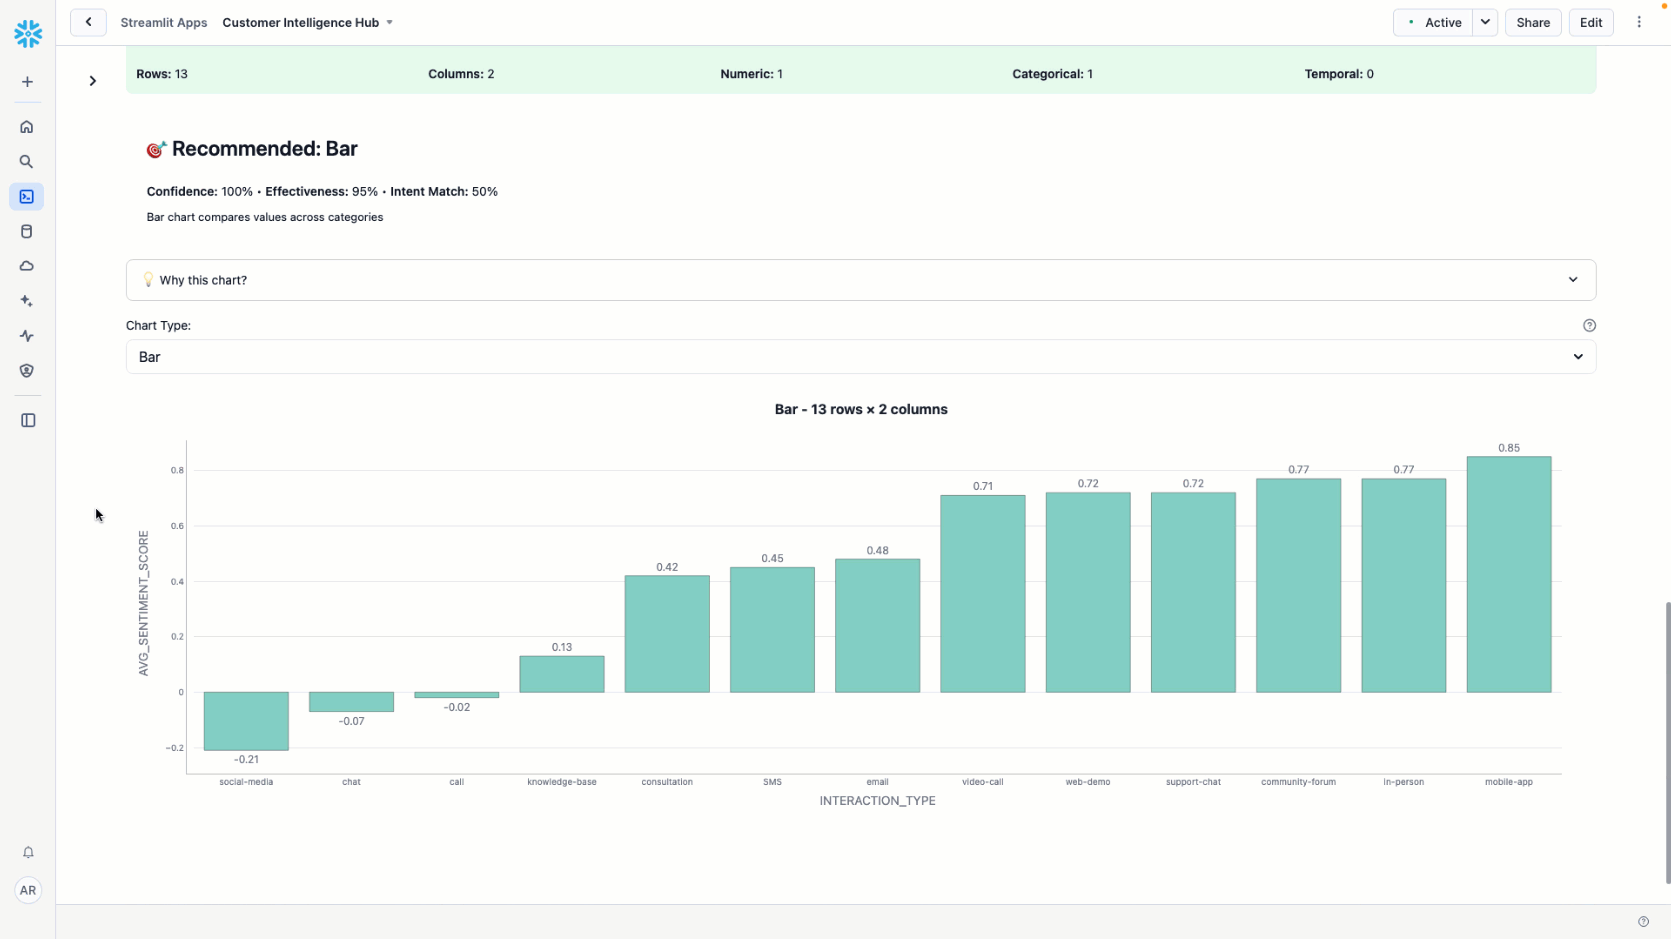 Streamlit Apps Customer Intelligence Hub
Active Share Edit
Rows: 13 Columns: 2 Numeric: 1 Categorical: 1 Temporal: 0
🎯 Recommended: Bar
Confidence: 100% • Effectiveness: 95% • Intent Match: 50%
Bar chart compares values across categories
💡 Why this chart?
Chart Type:
Bar
Bar - 13 rows × 2 columns
AVG_SENTIMENT_SCORE
0.8
0.6
0.4
0.2
0
−0.2
-0.21
-0.07
-0.02
0.13
0.42
0.45
0.48
0.71
0.72
0.72
0.77
0.77
0.85
social-media chat call knowledge-base consultation SMS email video-call web-demo support-chat community-forum in-person mobile-app
INTERACTION_TYPE
AR